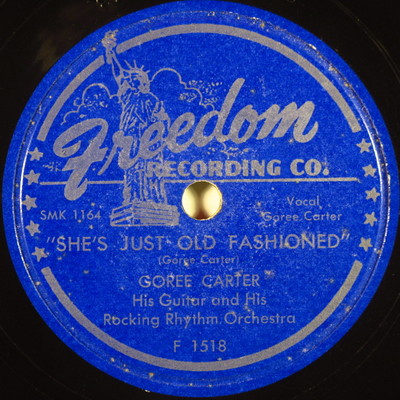 Freedom
RECORDING CO.
SMK 1164
Vocal
Goree Carter
"SHE'S JUST OLD FASHIONED"
(Goree Carter)
GOREE CARTER
His Guitar and His
Rocking Rhythm Orchestra
F 1518